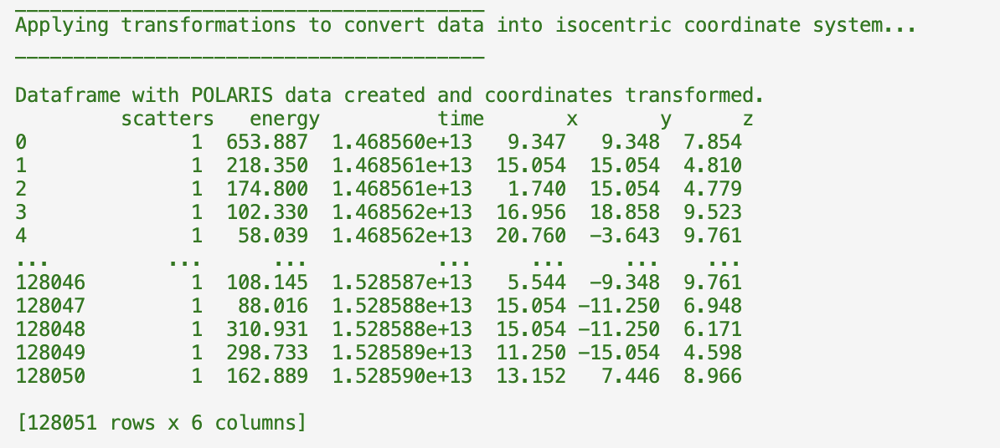 ________________________________________
Applying transformations to convert data into isocentric coordinate system...
________________________________________
Dataframe with POLARIS data created and coordinates transformed.
scatters energy time x y z
0 1 653.887 1.468560e+13 9.347 9.348 7.854
1 1 218.350 1.468561e+13 15.054 15.054 4.810
2 1 174.800 1.468561e+13 1.740 15.054 4.779
3 1 102.330 1.468562e+13 16.956 18.858 9.523
4 1 58.039 1.468562e+13 20.760 -3.643 9.761
... ... ... ... ... ... ...
128046 1 108.145 1.528587e+13 5.544 -9.348 9.761
128047 1 88.016 1.528588e+13 15.054 -11.250 6.948
128048 1 310.931 1.528588e+13 15.054 -11.250 6.171
128049 1 298.733 1.528589e+13 11.250 -15.054 4.598
128050 1 162.889 1.528590e+13 13.152 7.446 8.966
[128051 rows x 6 columns]